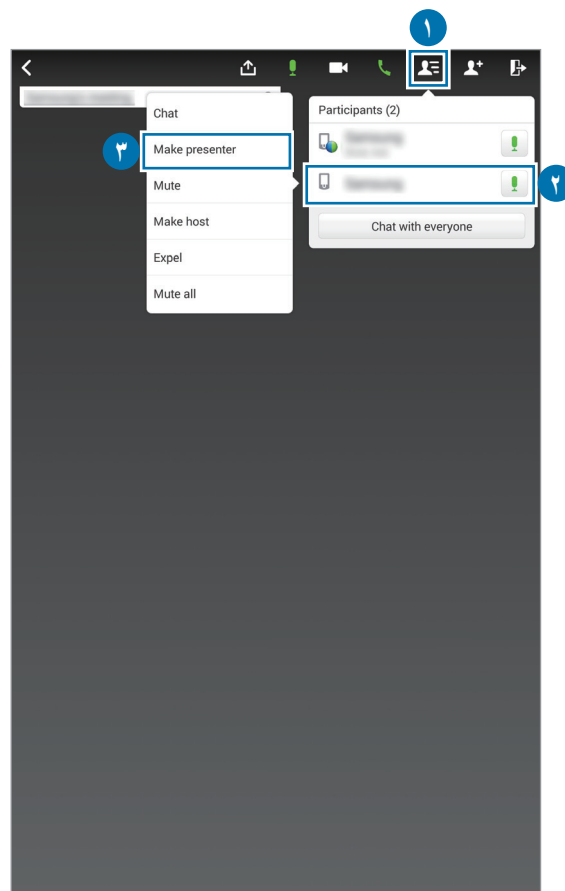 ١
Chat
Make presenter
٣
Mute
Make host
Expel
Mute all
Participants (2)
٢
Chat with everyone